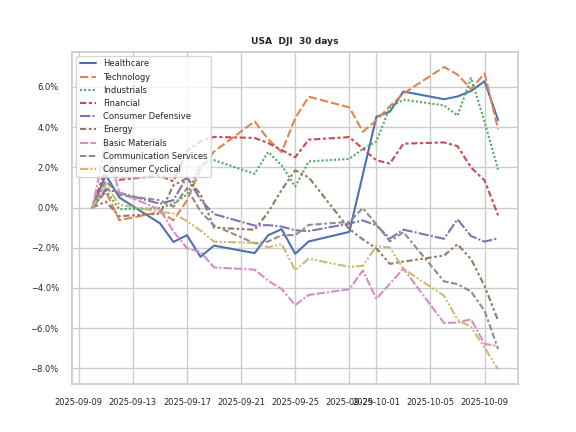 USA  DJI  30 days
Healthcare
Technology
Industrials
Financial
Consumer Defensive
Energy
Basic Materials
Communication Services
Consumer Cyclical
6.0%
4.0%
2.0%
0.0%
−2.0%
−4.0%
−6.0%
−8.0%
2025-09-09 2025-09-13 2025-09-17 2025-09-21 2025-09-25 2025-09-29 2025-10-01 2025-10-05 2025-10-09